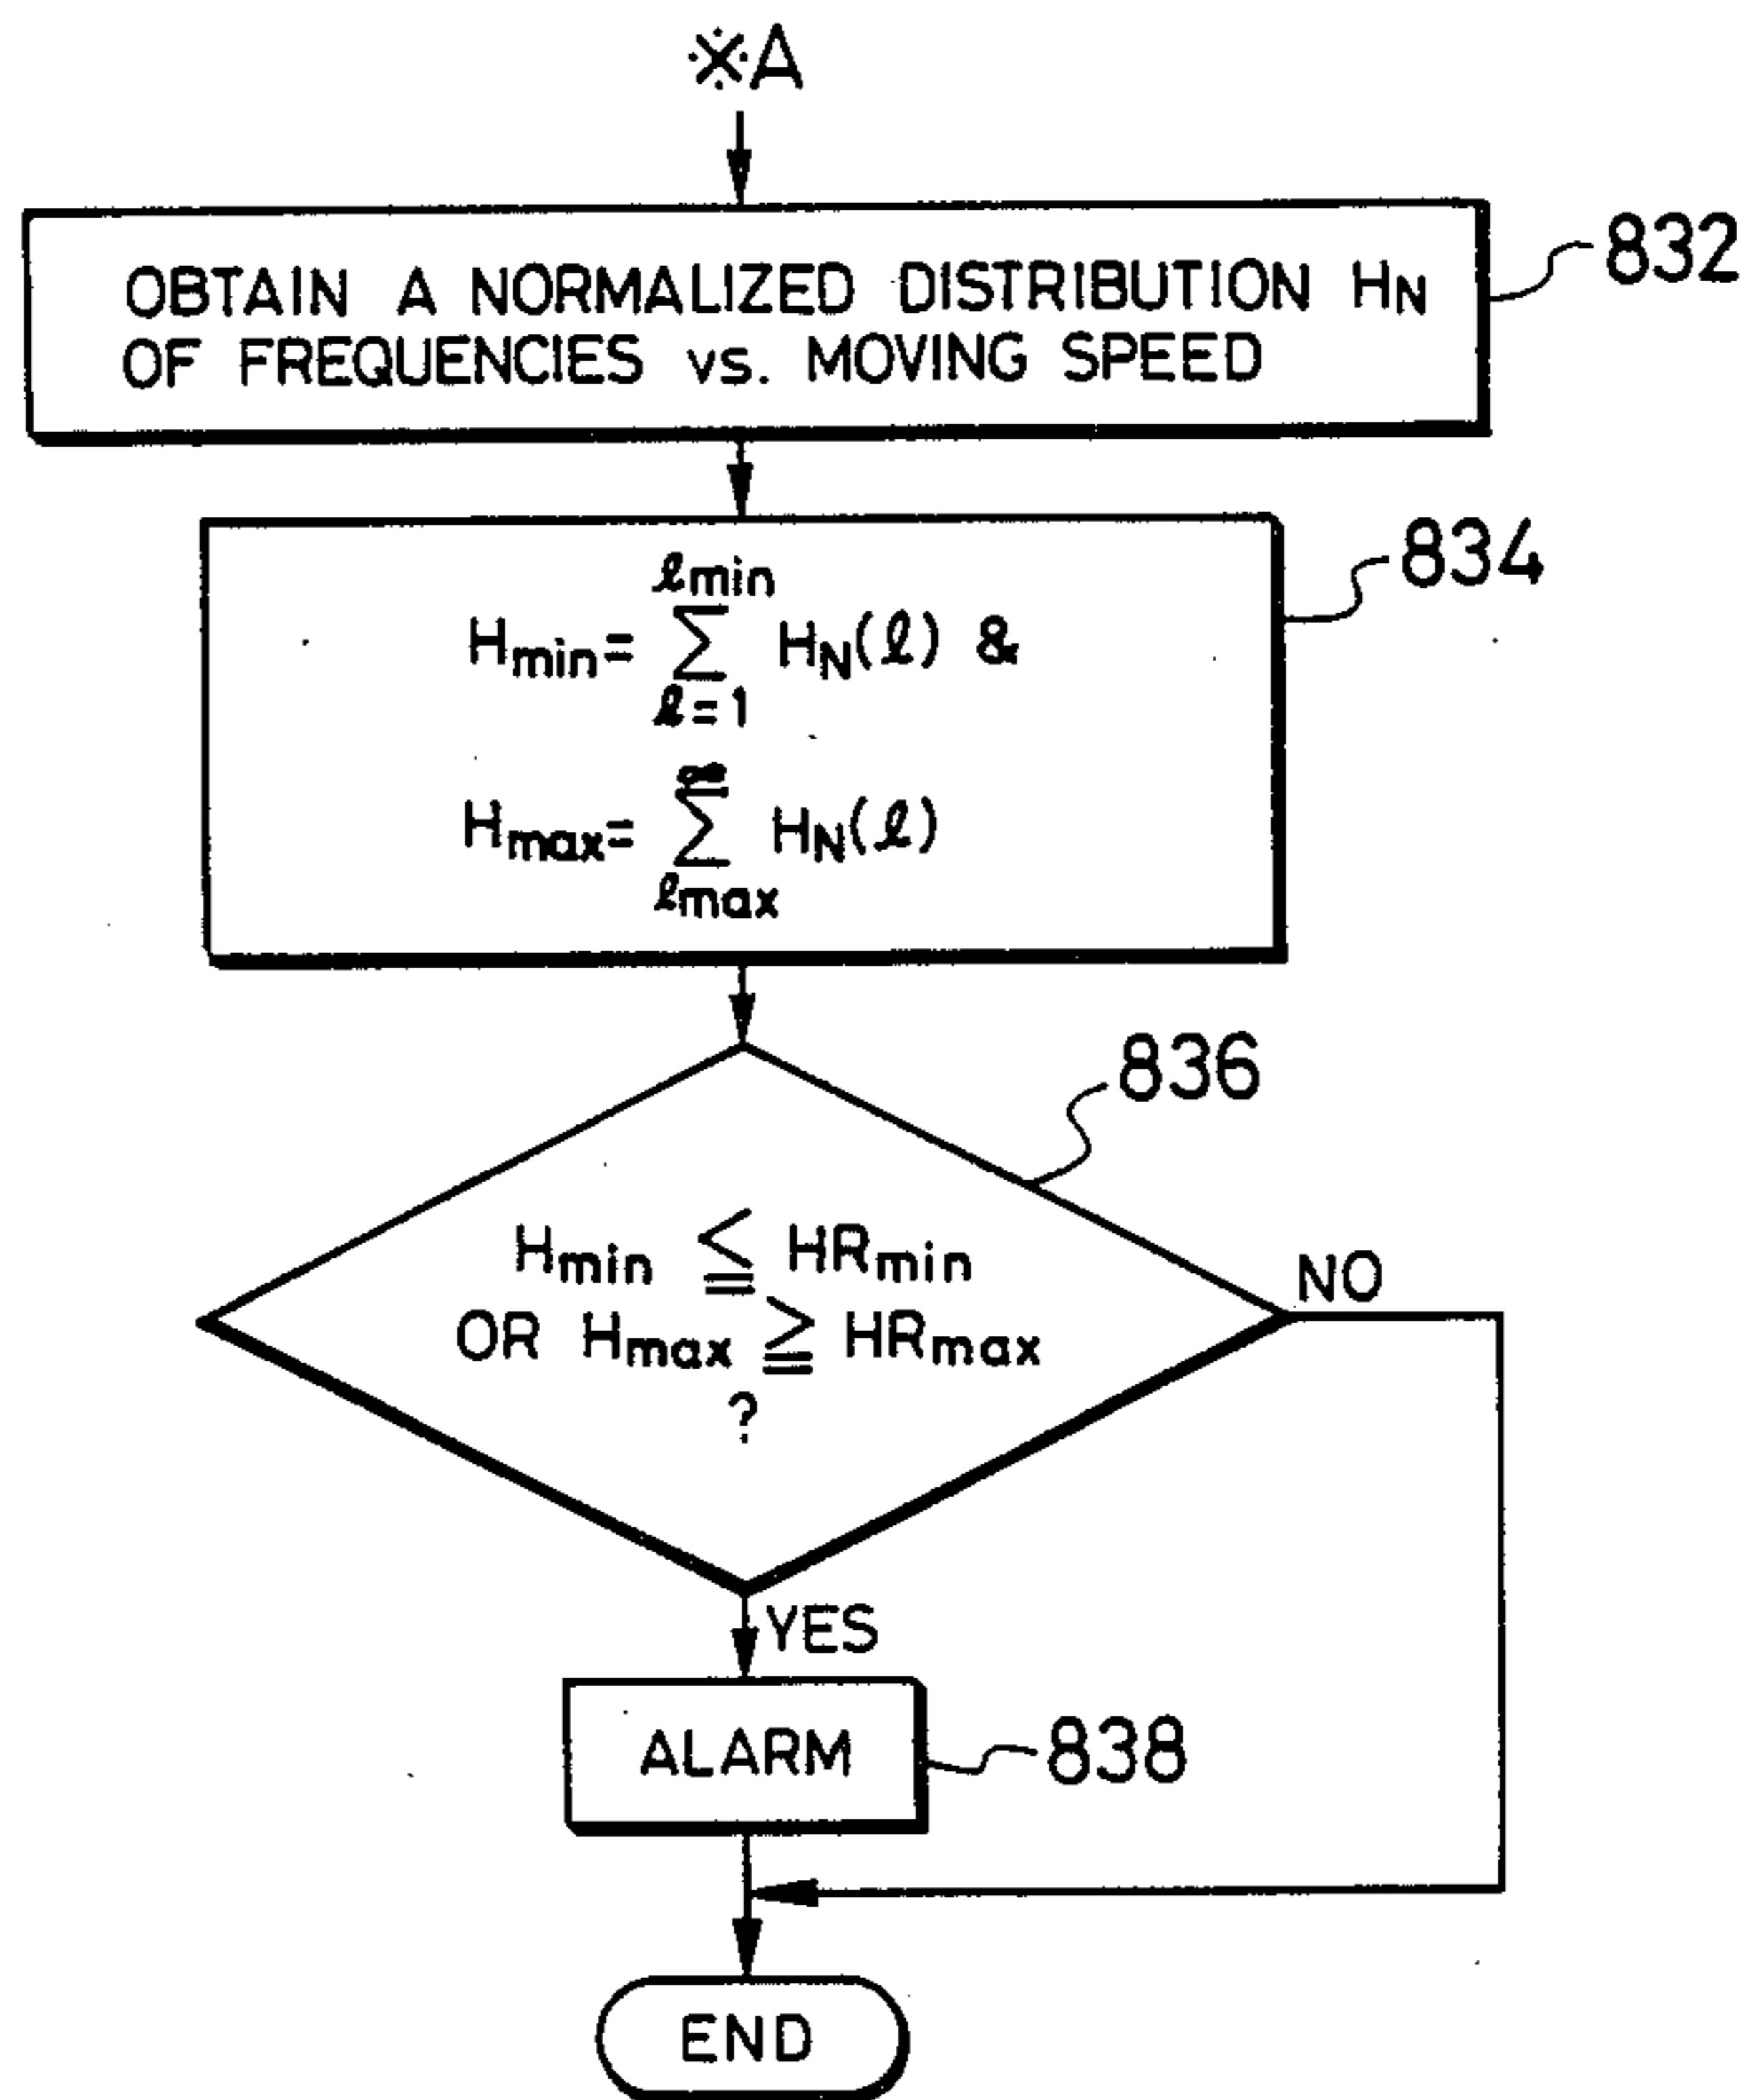 ※A
OBTAIN A NORMALIZED DISTRIBUTION HN
OF FREQUENCIES vs. MOVING SPEED
832
834
ℓmin
Hmin= ∑ HN(ℓ) &
ℓ=1
∞
Hmax= ∑ HN(ℓ)
ℓmax
836
Hmin ≦ HRmin
OR Hmax ≧ HRmax
?
NO
YES
ALARM
838
END